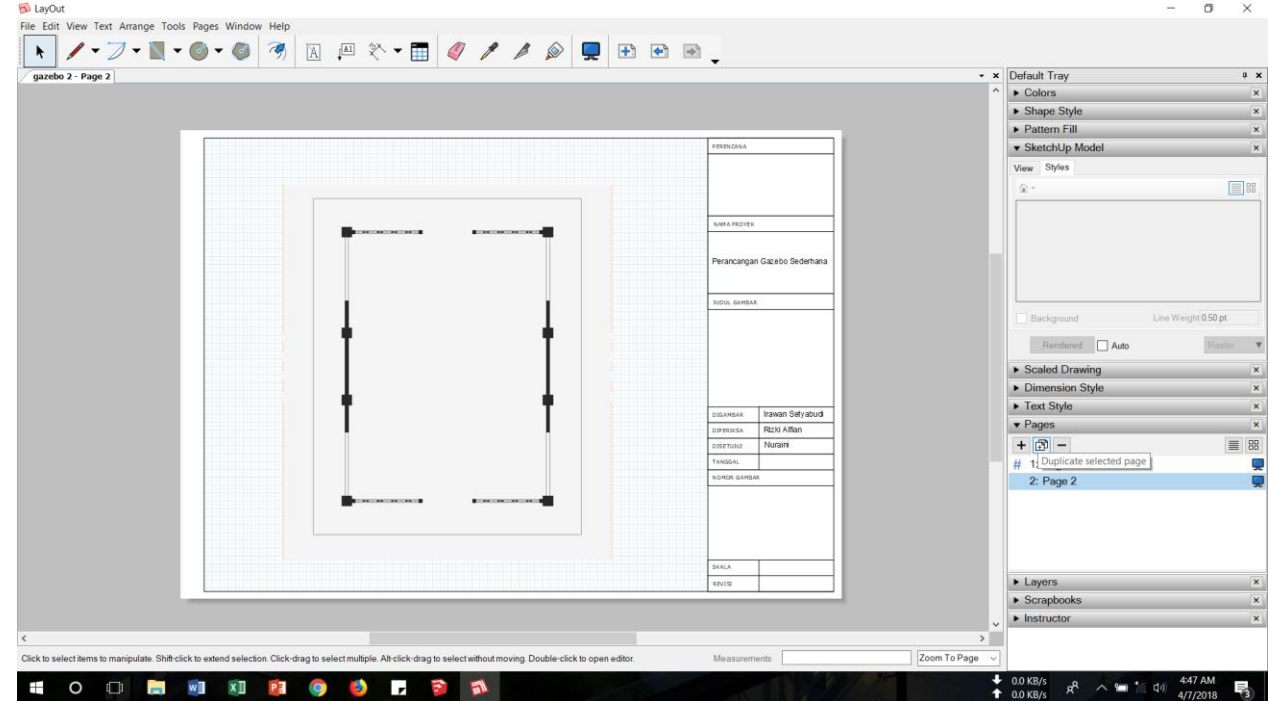 LayOut
File Edit View Text Arrange Tools Pages Window Help
gazebo 2 - Page 2
Default Tray
Colors
Shape Style
Pattern Fill
SketchUp Model
View Styles
Background Line Weight 0.50 pt
Rendered Auto Raster
Scaled Drawing
Dimension Style
Text Style
Pages
# 1:
Duplicate selected page
2: Page 2
Layers
Scrapbooks
Instructor
PERENCANA
NAMA PROYEK
Perancangan Gazebo Sederhana
JUDUL GAMBAR
DIGAMBAR Irawan Setyabudi
DIPERIKSA Rizki Alfian
DISETUJUI Nuraini
TANGGAL
NOMOR GAMBAR
SKALA
REVISI
Click to select items to manipulate. Shift-click to extend selection. Click-drag to select multiple. Alt-click-drag to select without moving. Double-click to open editor.
Measurements
Zoom To Page
0.0 KB/s
0.0 KB/s
4:47 AM
4/7/2018
3